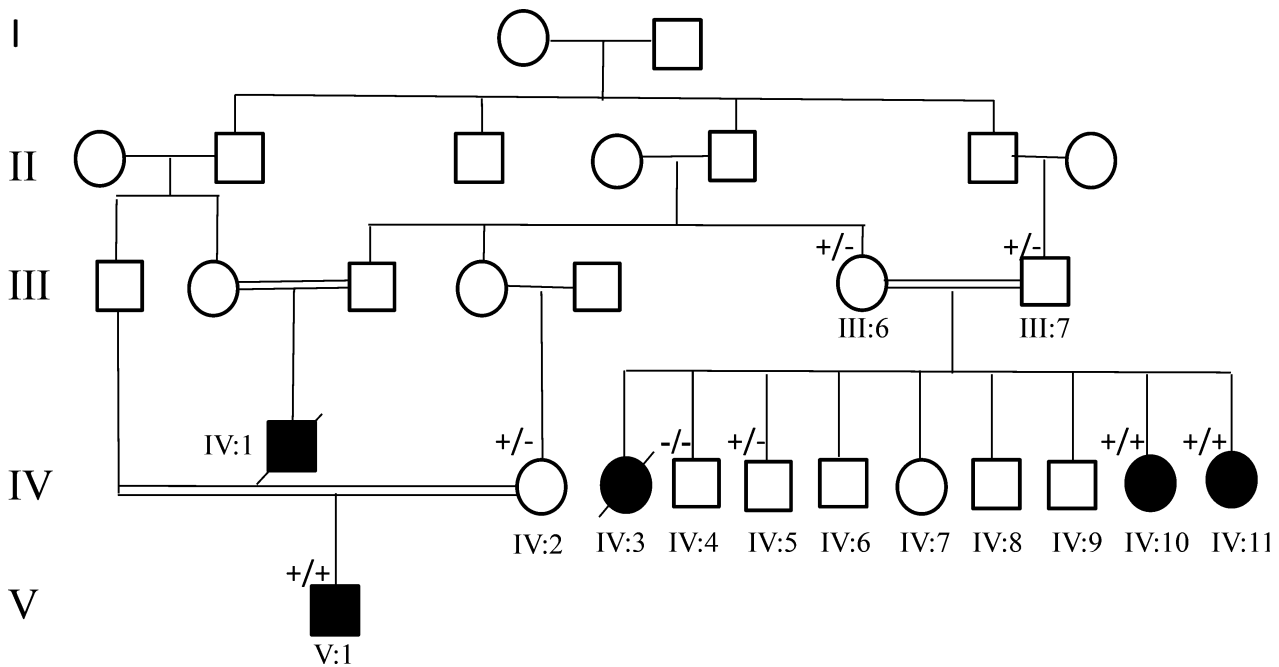 I
II
+/- +/-
III
III:6 III:7
IV:1 +/- -/- +/- +/+ +/+
IV
IV:2 IV:3 IV:4 IV:5 IV:6 IV:7 IV:8 IV:9 IV:10 IV:11
+/+
V
V:1